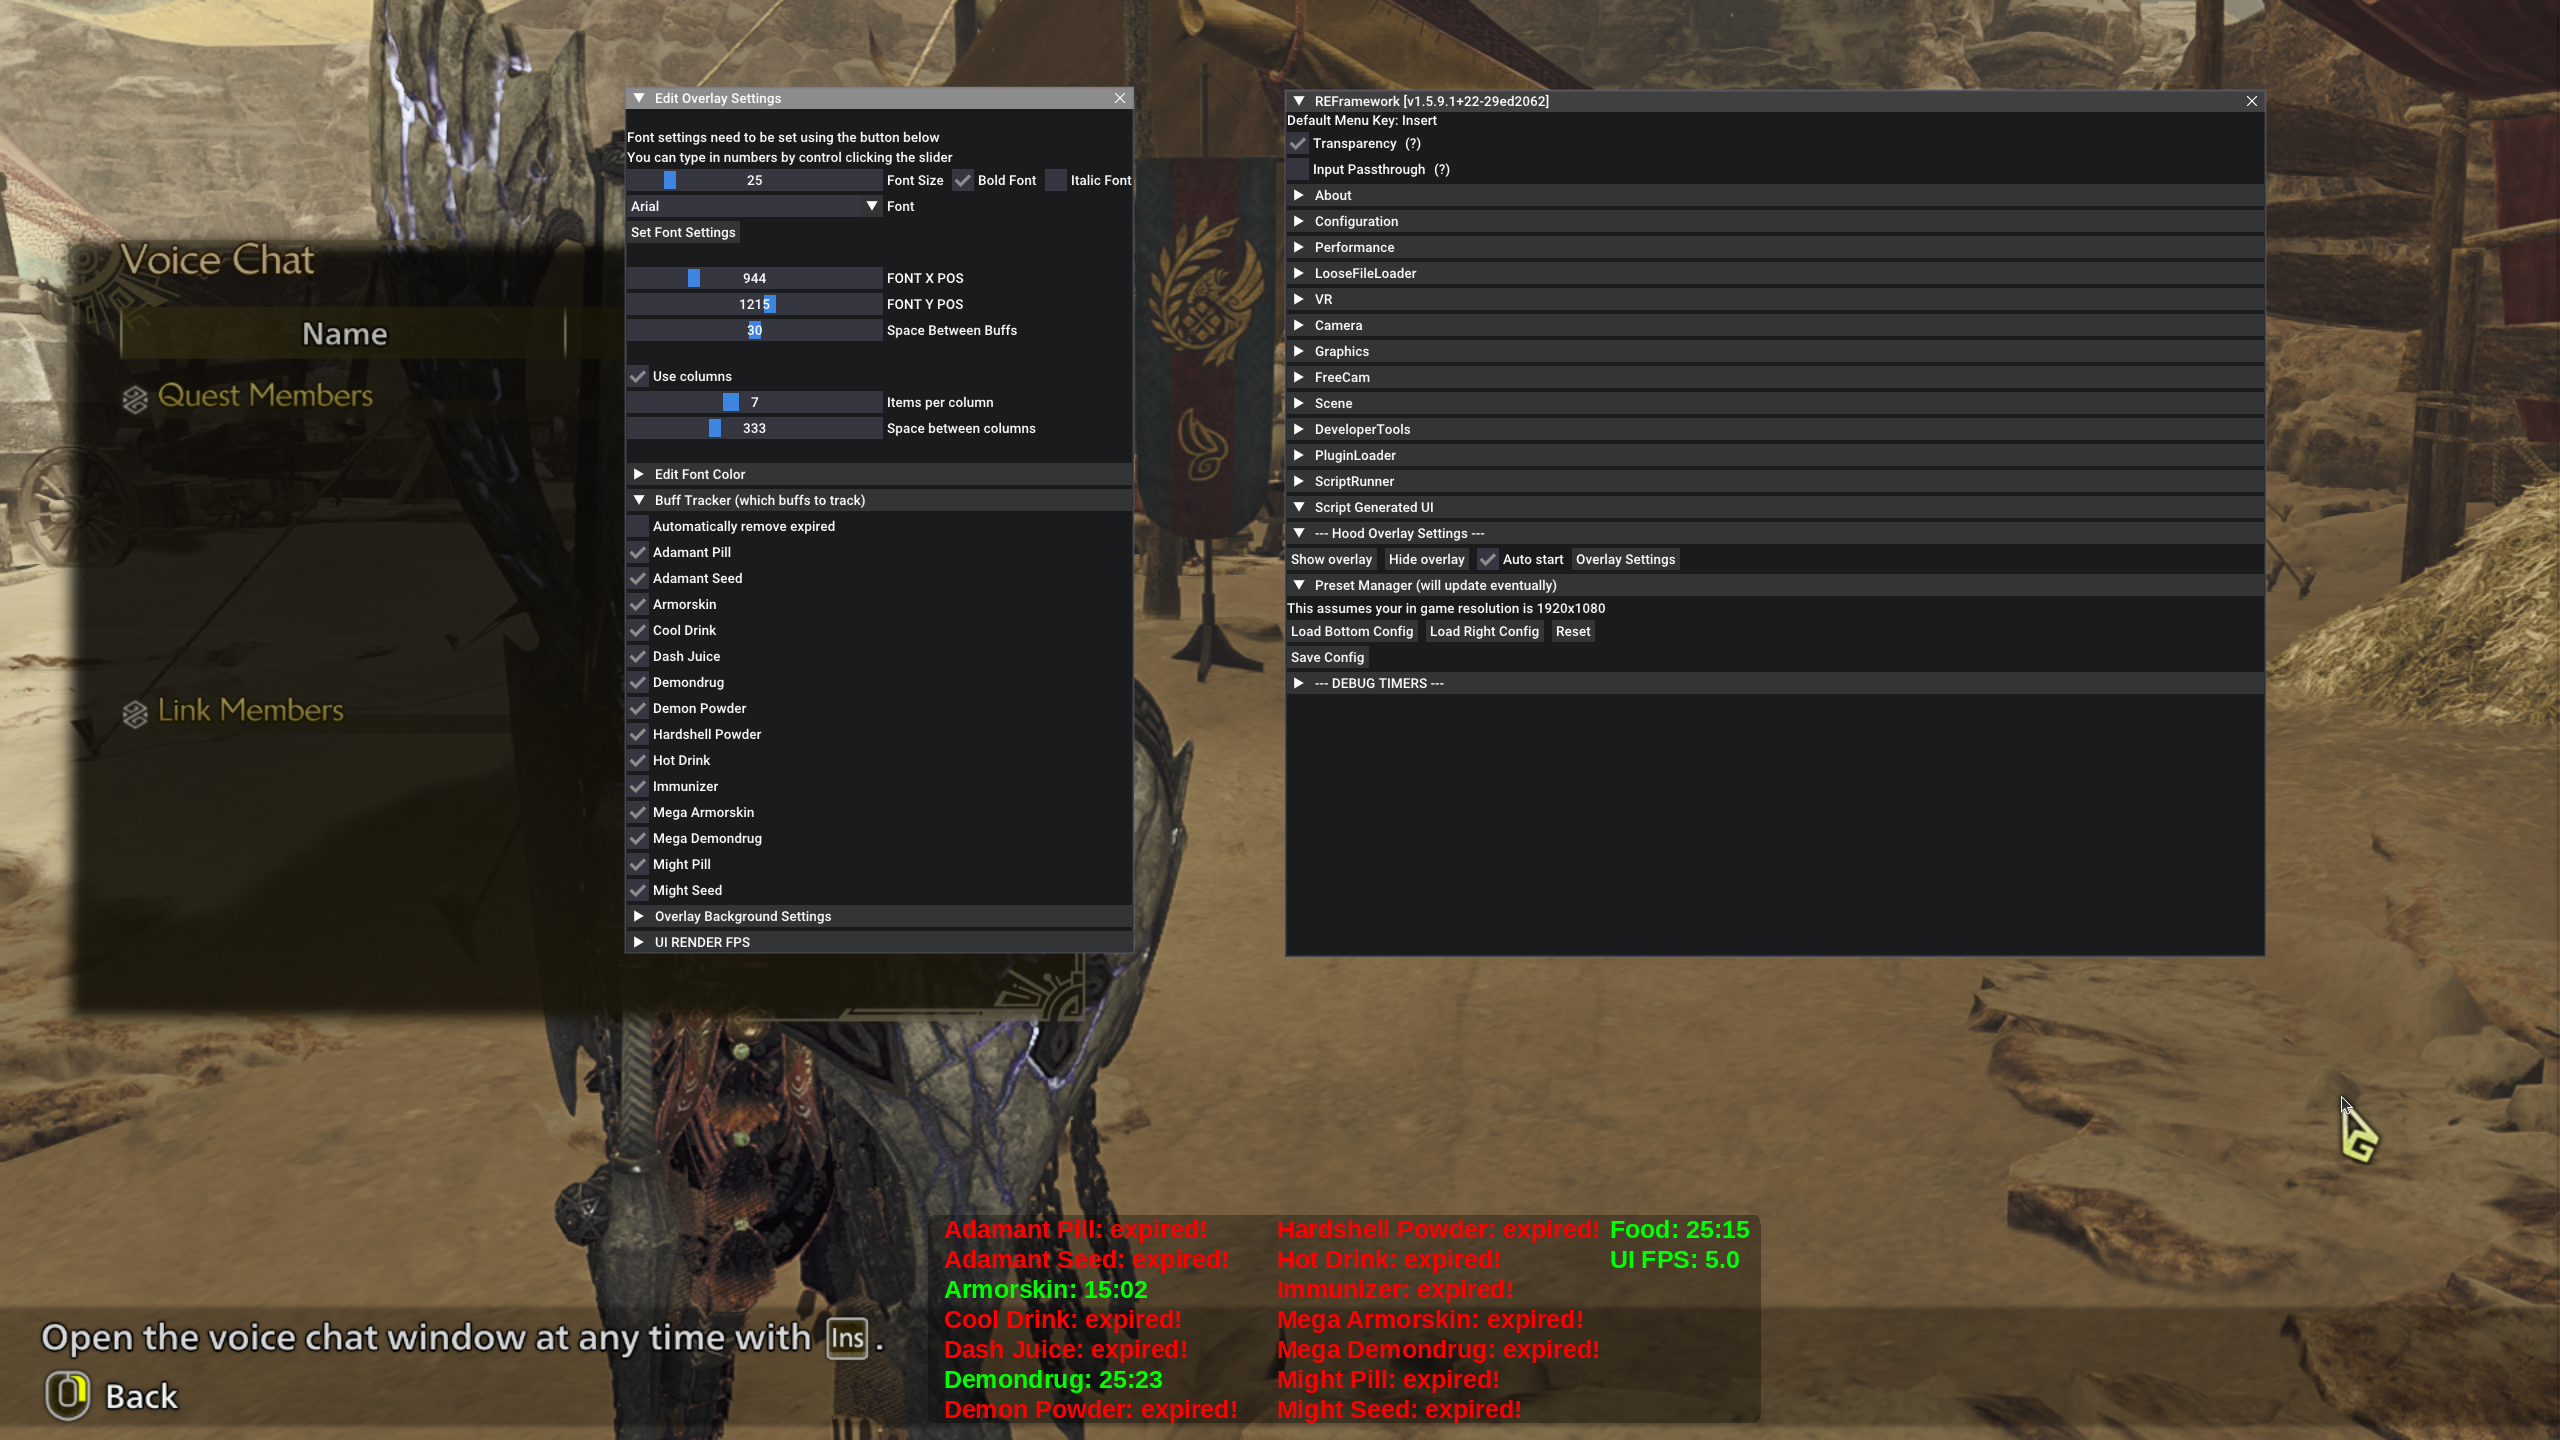 Edit Overlay Settings
Font settings need to be set using the button below
You can type in numbers by control clicking the slider
25 Font Size Bold Font Italic Font
Arial Font
Set Font Settings
944 FONT X POS
1215 FONT Y POS
30 Space Between Buffs
Use columns
7 Items per column
333 Space between columns
Edit Font Color
Buff Tracker (which buffs to track)
Automatically remove expired
Adamant Pill
Adamant Seed
Armorskin
Cool Drink
Dash Juice
Demondrug
Demon Powder
Hardshell Powder
Hot Drink
Immunizer
Mega Armorskin
Mega Demondrug
Might Pill
Might Seed
Overlay Background Settings
UI RENDER FPS
REFramework [v1.5.9.1+22-29ed2062]
Default Menu Key: Insert
Transparency (?)
Input Passthrough (?)
About
Configuration
Performance
LooseFileLoader
VR
Camera
Graphics
FreeCam
Scene
DeveloperTools
PluginLoader
ScriptRunner
Script Generated UI
--- Hood Overlay Settings ---
Show overlay Hide overlay Auto start Overlay Settings
Preset Manager (will update eventually)
This assumes your in game resolution is 1920x1080
Load Bottom Config Load Right Config Reset
Save Config
--- DEBUG TIMERS ---
Voice Chat
Name
Quest Members
Link Members
Adamant Pill: expired! Hardshell Powder: expired! Food: 25:15
Adamant Seed: expired! Hot Drink: expired! UI FPS: 5.0
Armorskin: 15:02 Immunizer: expired!
Cool Drink: expired! Mega Armorskin: expired!
Dash Juice: expired! Mega Demondrug: expired!
Demondrug: 25:23 Might Pill: expired!
Demon Powder: expired! Might Seed: expired!
Open the voice chat window at any time with Ins .
Back